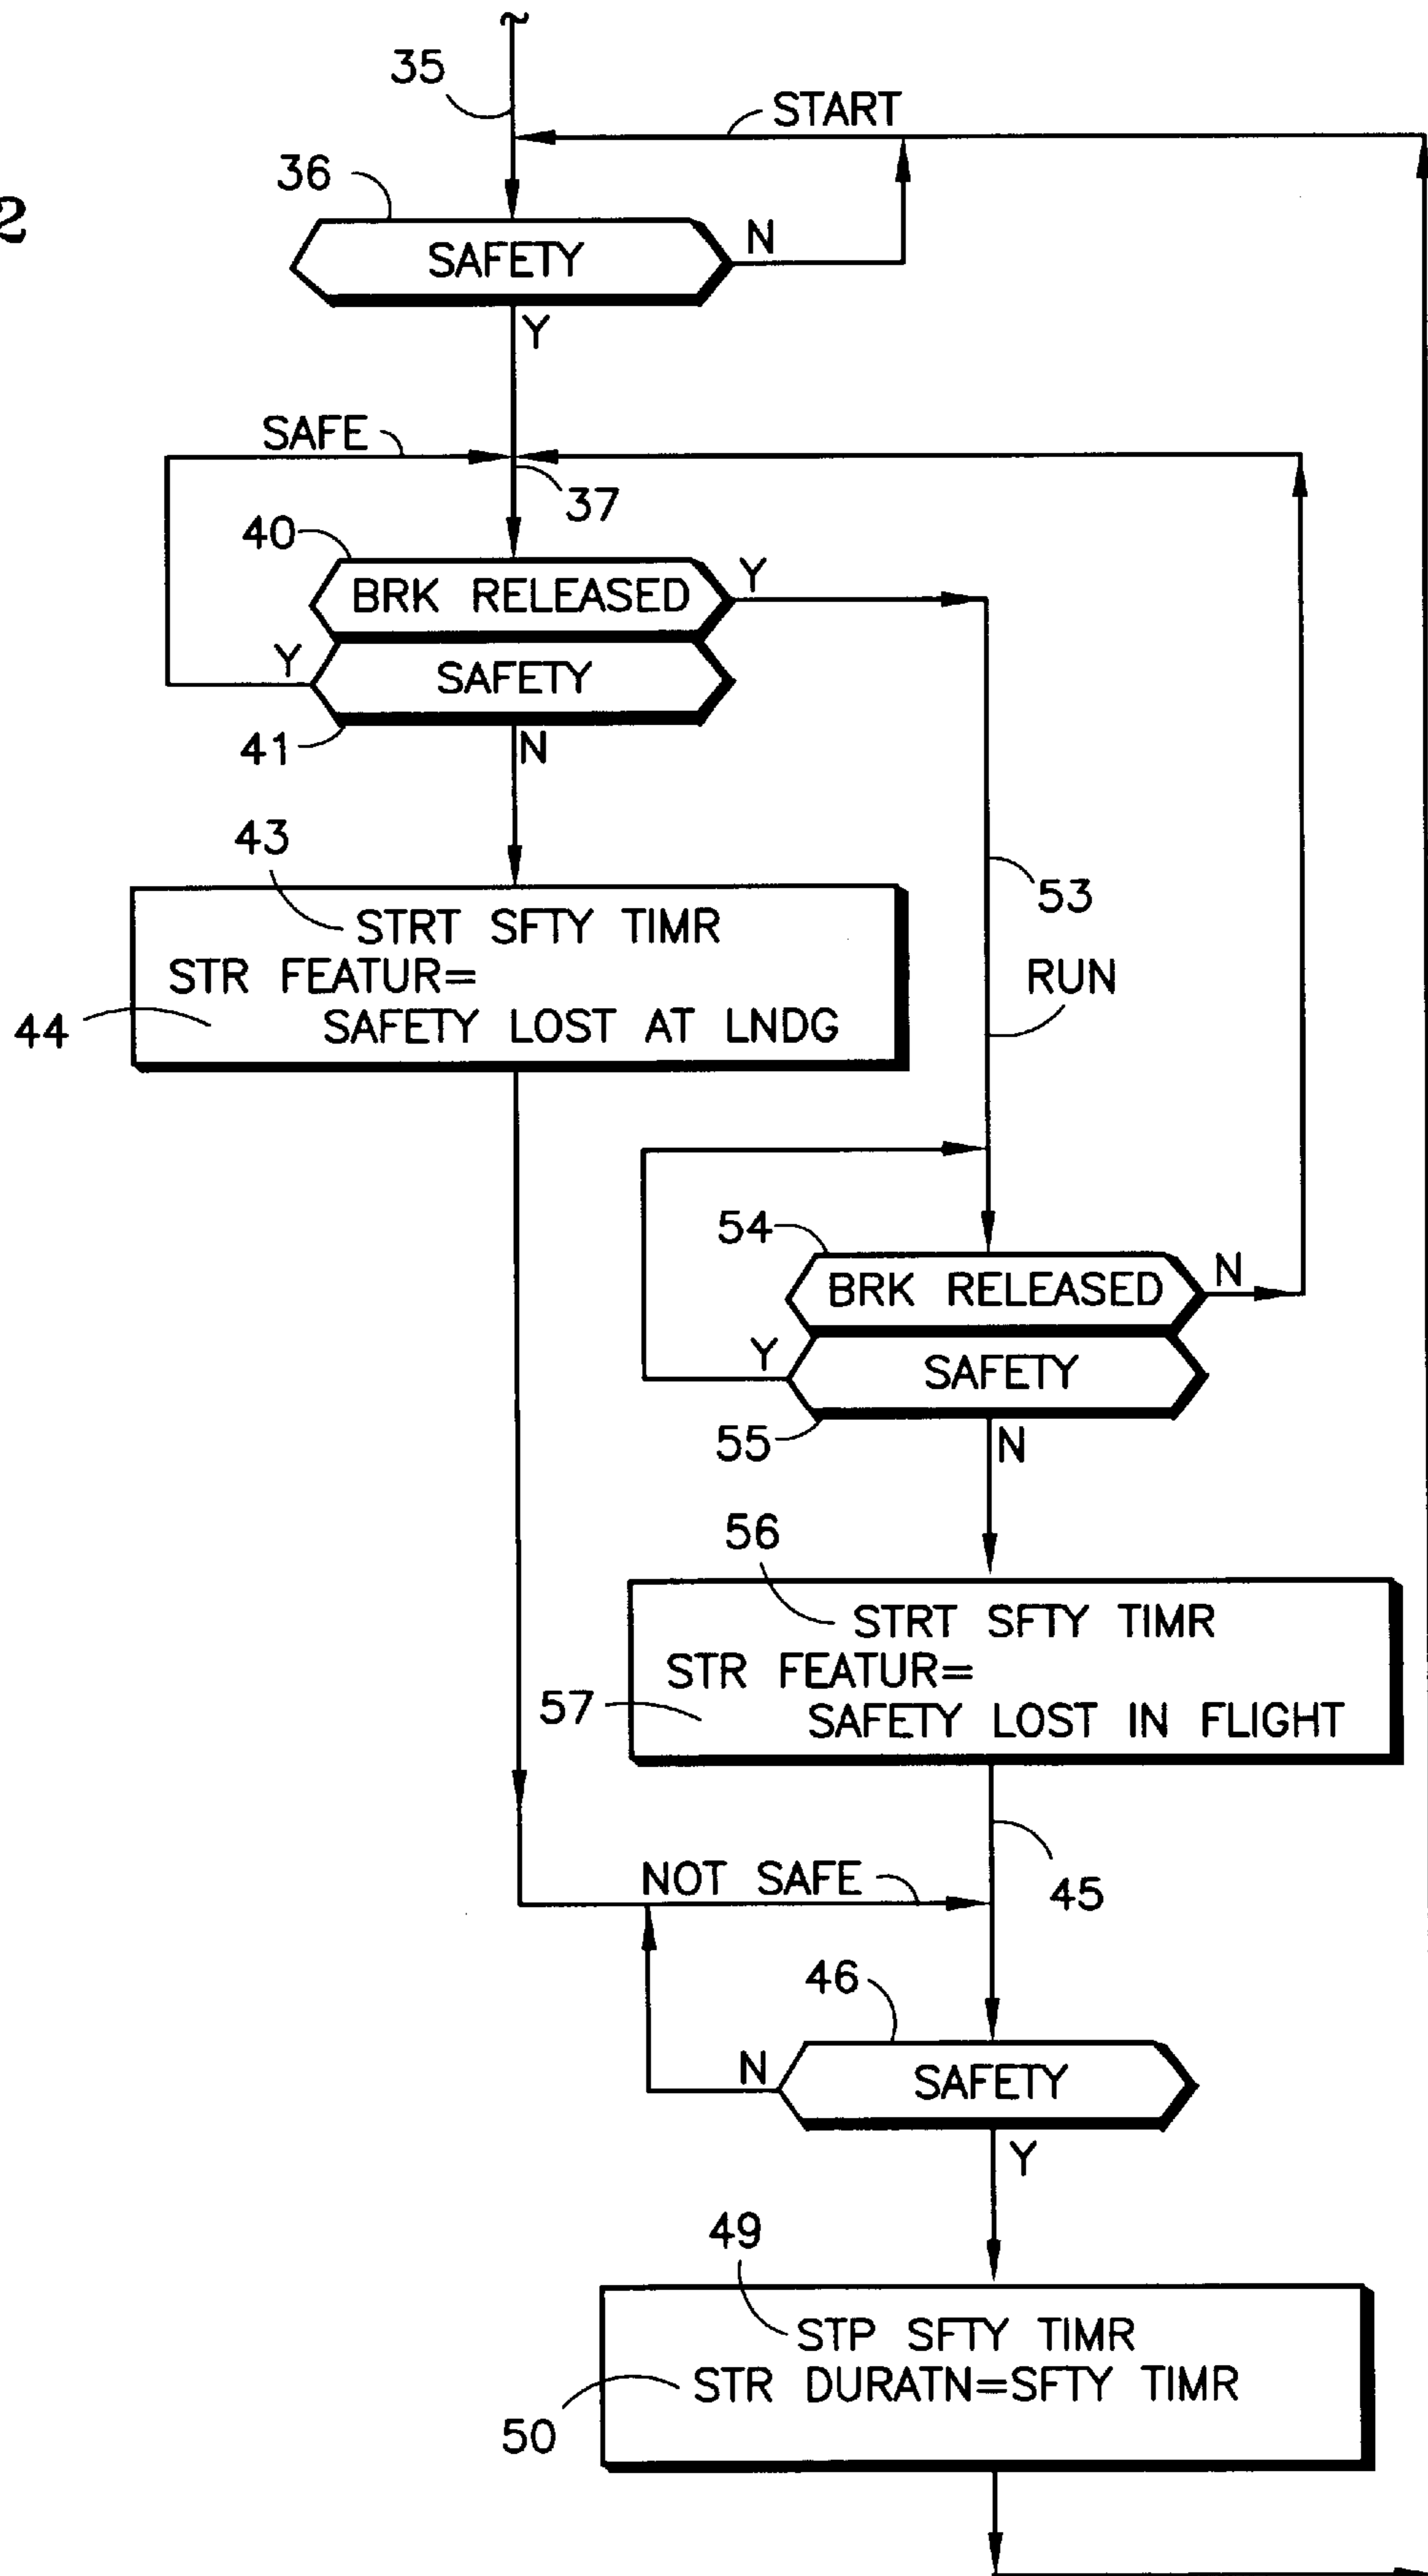 35
START
36
2
SAFETY
N
Y
SAFE
37
40
BRK RELEASED
Y
Y
SAFETY
41
N
43
STRT SFTY TIMR
STR FEATUR=
SAFETY LOST AT LNDG
44
53
RUN
54
BRK RELEASED
N
Y
SAFETY
55
N
56
STRT SFTY TIMR
STR FEATUR=
57
SAFETY LOST IN FLIGHT
NOT SAFE
45
46
N
SAFETY
Y
49
STP SFTY TIMR
STR DURATN=SFTY TIMR
50